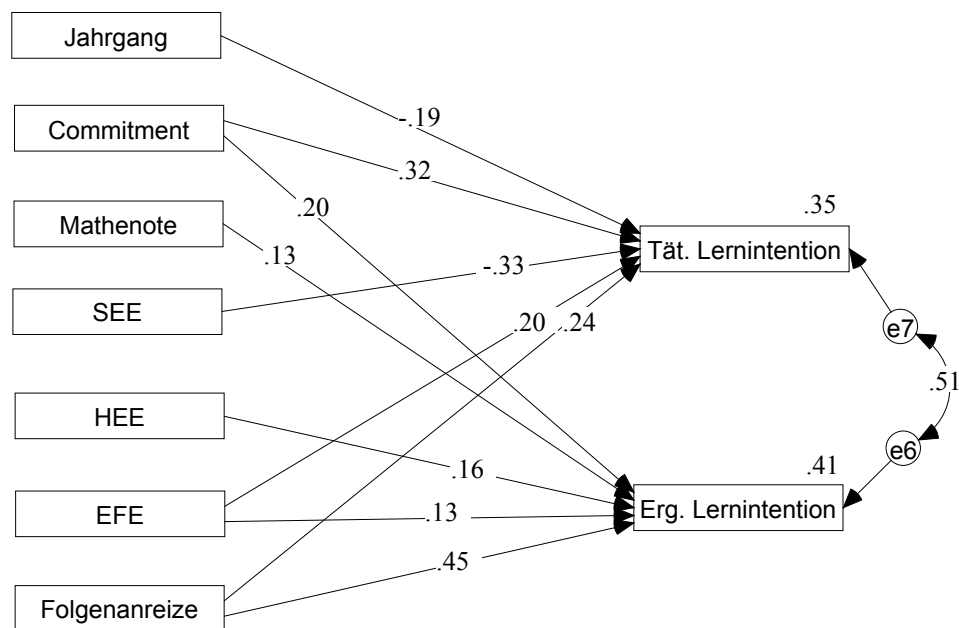 Jahrgang
Commitment
-.19
.32
Mathenote
.20
.35
.13
Tät. Lernintention
-.33
SEE
.20
.24
e7
.51
HEE
e6
.16
.41
EFE
.13
Erg. Lernintention
.45
Folgenanreize